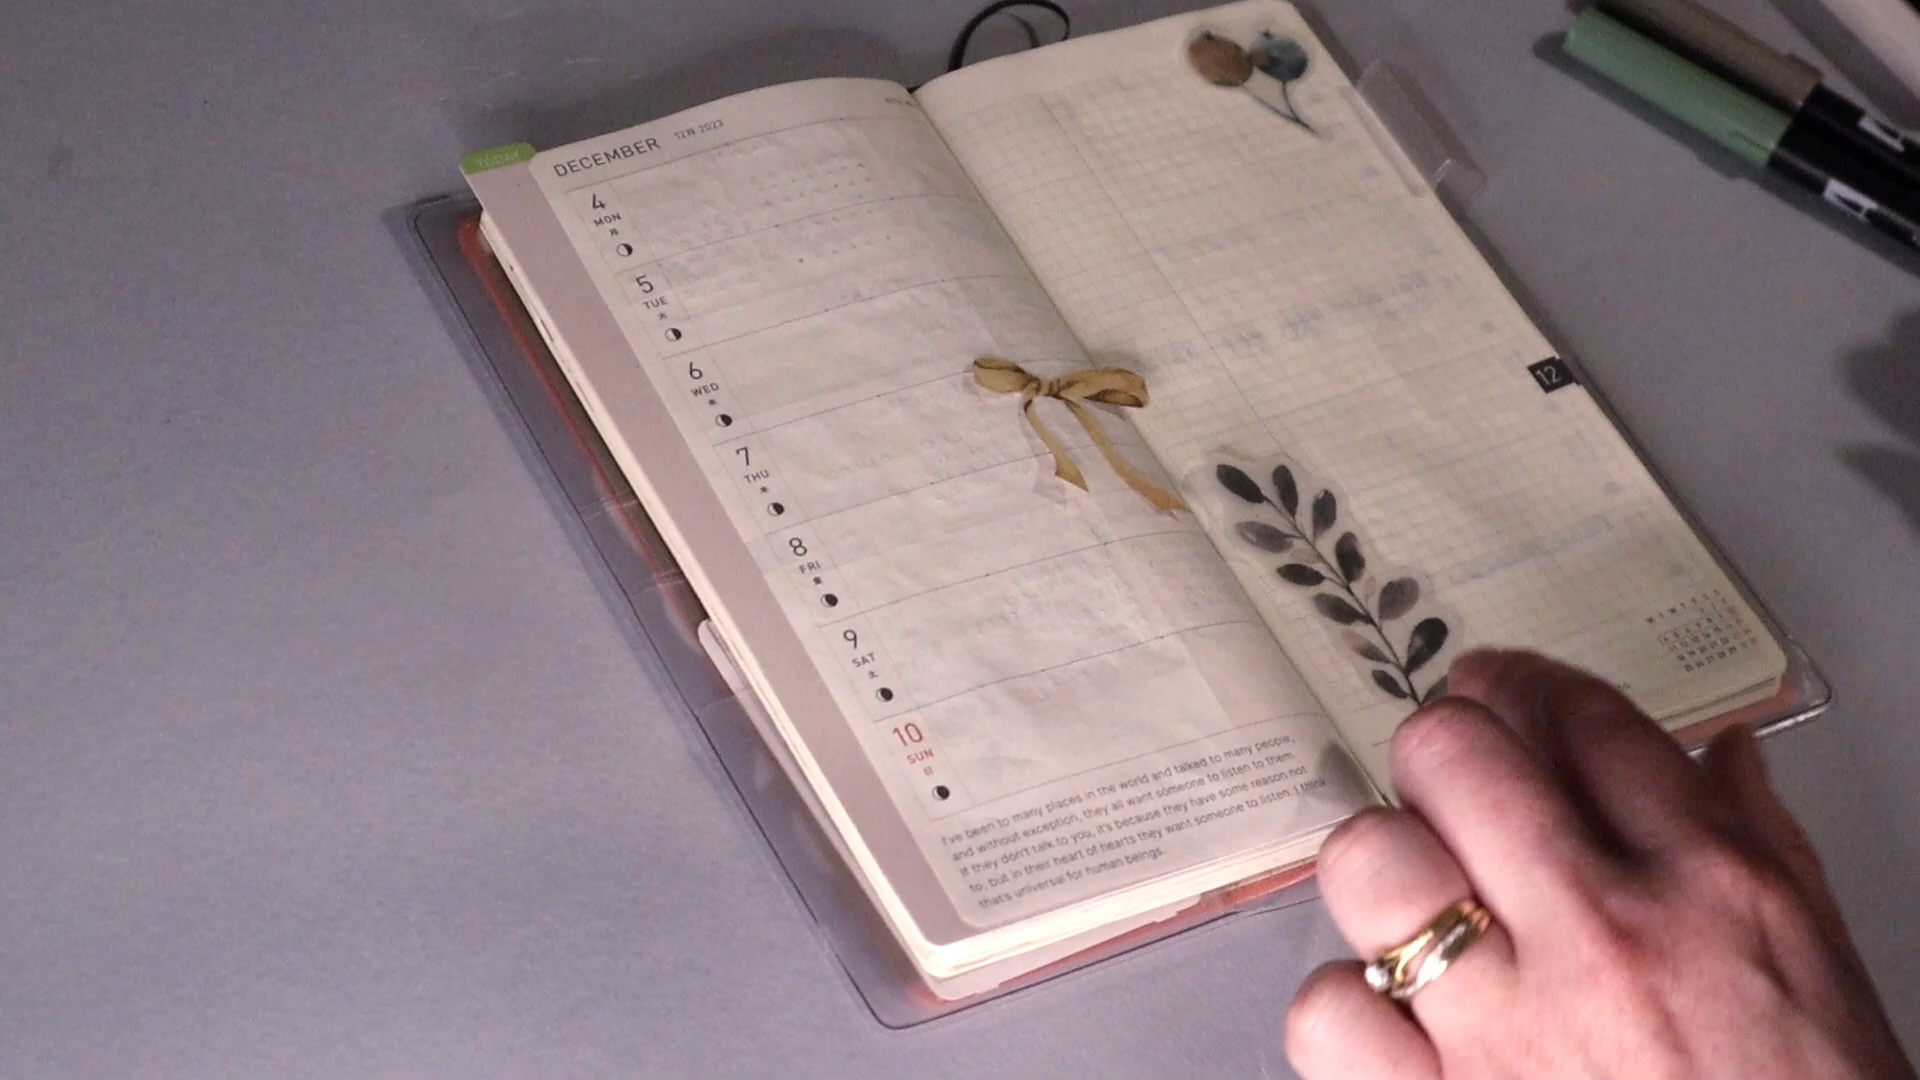 TODAY
DECEMBER 12月 2023
4
MON
月
5
TUE
火
6
WED
水
7
THU
木
8
FRI
金
9
SAT
土
10
SUN
日
I've been to many places in the world and talked to many people,
and without exception, they all want someone to listen to them.
If they don't talk to you, it's because they have some reason not
to, but in their heart of hearts they want someone to listen. I think
that's universal for human beings.
12
M T W T F S S